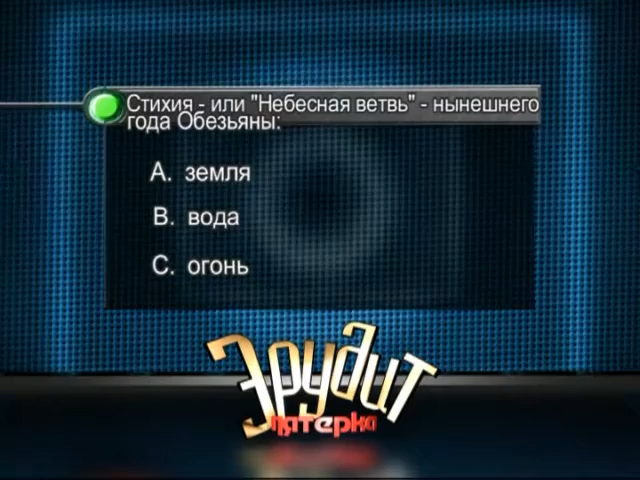 Стихия - или "Небесная ветвь" - нынешнего
года Обезьяны:
A. земля
B. вода
C. огонь
Эрудит
пятерка